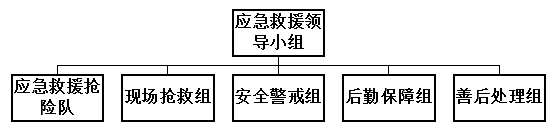 应急救援领
导小组
应急救援抢
险队
现场抢救组
安全警戒组
后勤保障组
善后处理组